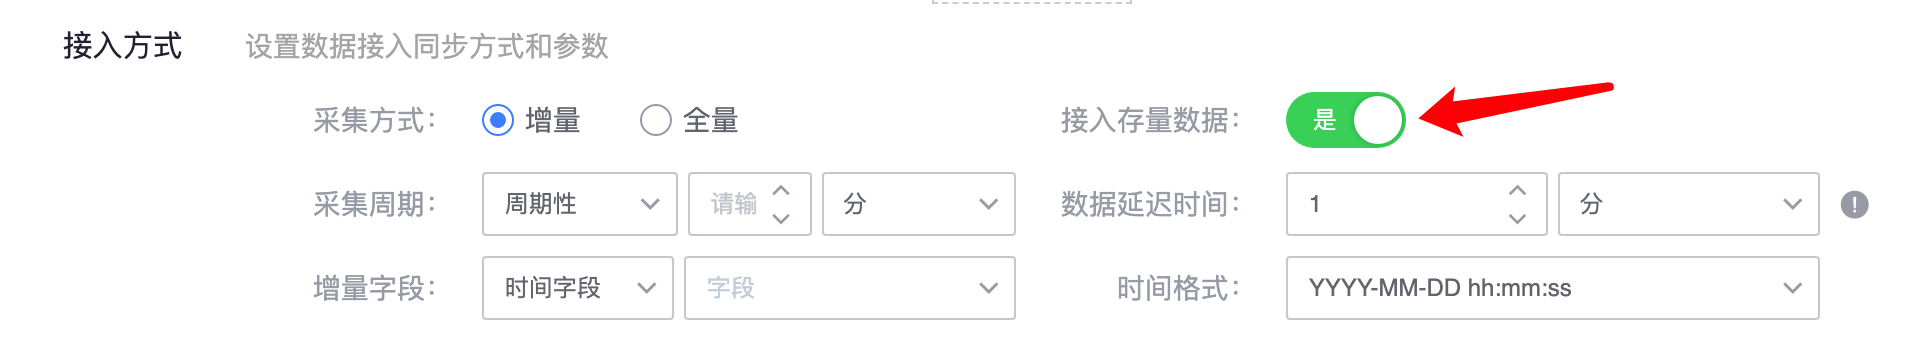 接入方式 设置数据接入同步方式和参数
采集方式： 增量 全量 接入存量数据： 是
采集周期： 周期性 请输 分 数据延迟时间： 1 分 !
增量字段： 时间字段 字段 时间格式： YYYY-MM-DD hh:mm:ss